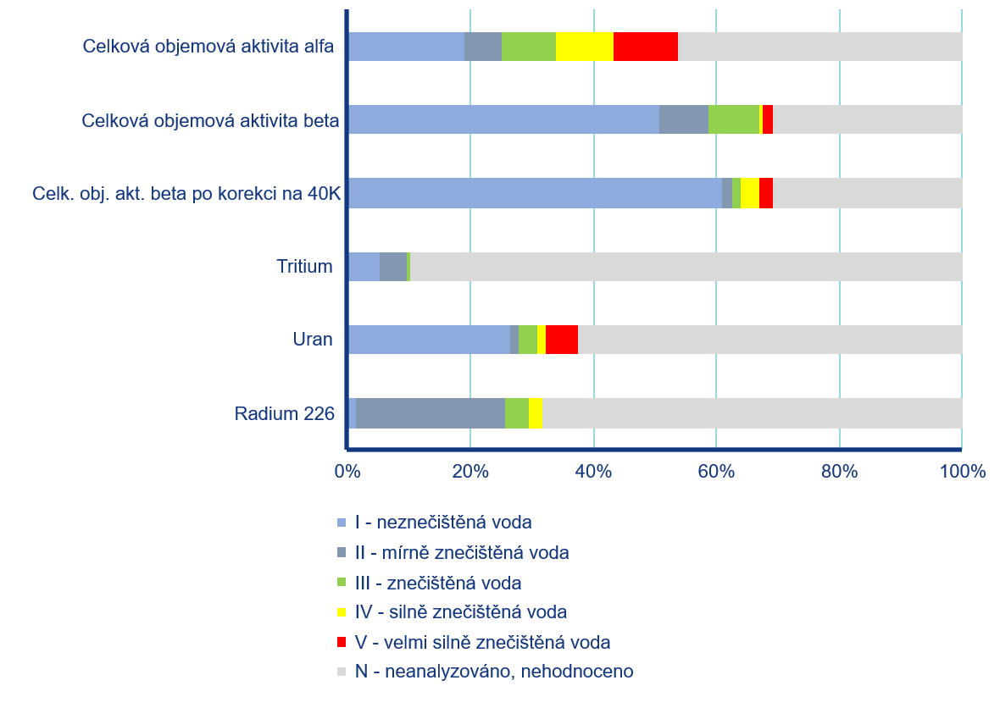 Celková objemová aktivita alfa
Celková objemová aktivita beta
Celk. obj. akt. beta po korekci na 40K
Tritium
Uran
Radium 226
0% 20% 40% 60% 80% 100%
I - neznečištěná voda
II - mírně znečištěná voda
III - znečištěná voda
IV - silně znečištěná voda
V - velmi silně znečištěná voda
N - neanalyzováno, nehodnoceno